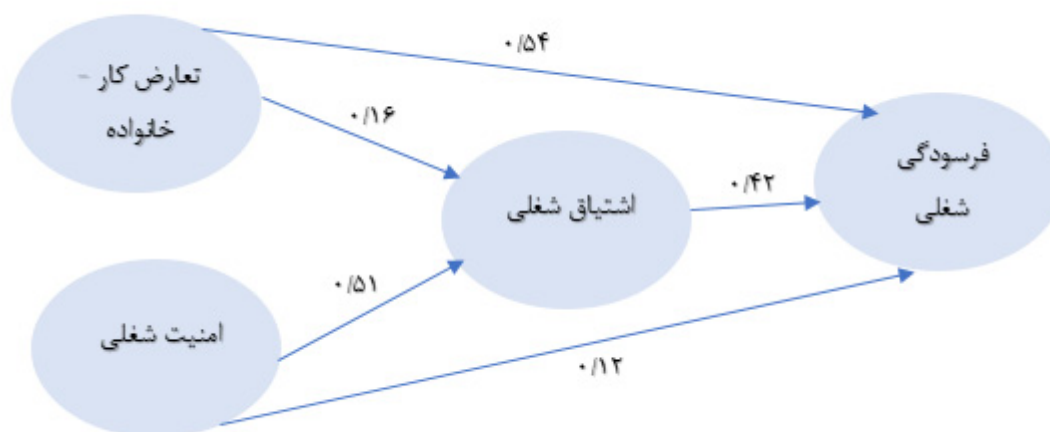 تعارض کار -
خانواده
۰/۵۴
۰/۱۶
فرسودگی
شغلی
اشتیاق شغلی
۰/۴۲
۰/۵۱
امنیت شغلی
۰/۱۲